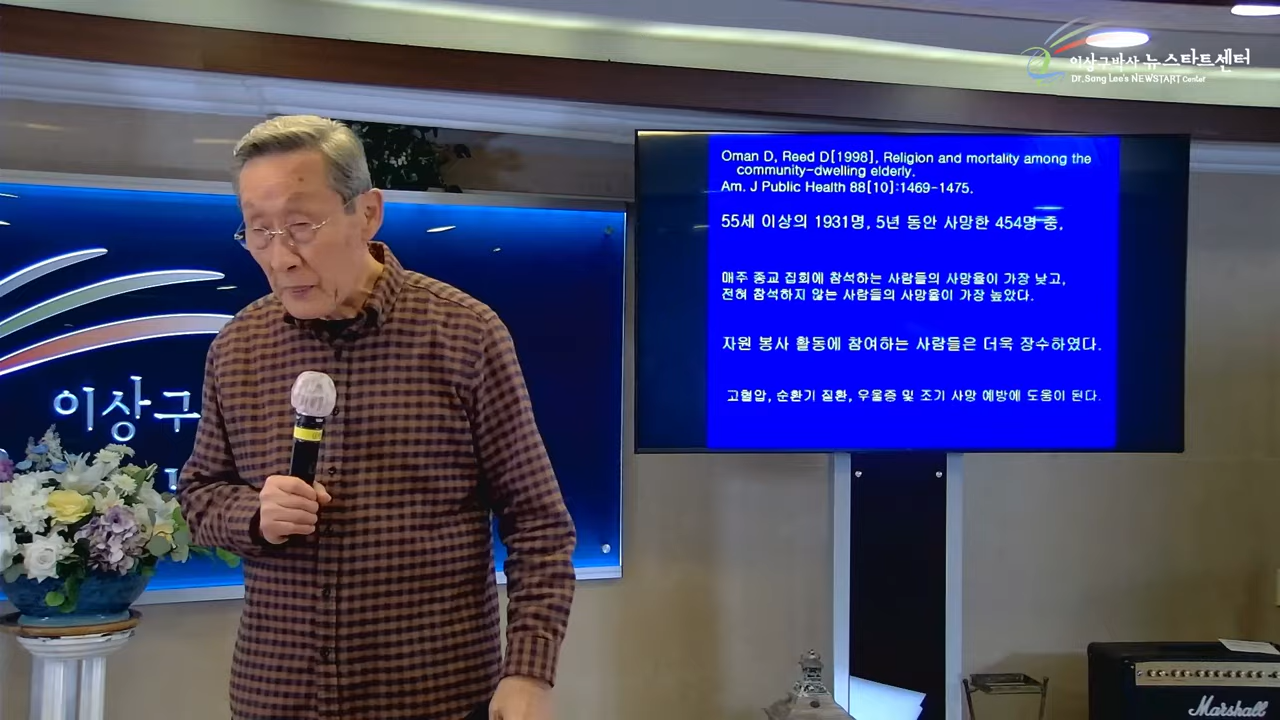 이상구박사 뉴스타트센터
Dr. Sang Lee's NEWSTART Center
Oman D, Reed D[1998], Religion and mortality among the
community-dwelling elderly.
Am. J Public Health 88[10]:1469-1475.
55세 이상의 1931명, 5년 동안 사망한 454명 중,
매주 종교 집회에 참석하는 사람들의 사망율이 가장 낮고,
전혀 참석하지 않는 사람들의 사망율이 가장 높았다.
자원 봉사 활동에 참여하는 사람들은 더욱 장수하였다.
고혈압, 순환기 질환, 우울증 및 조기 사망 예방에 도움이 된다.
이상구
Marshall